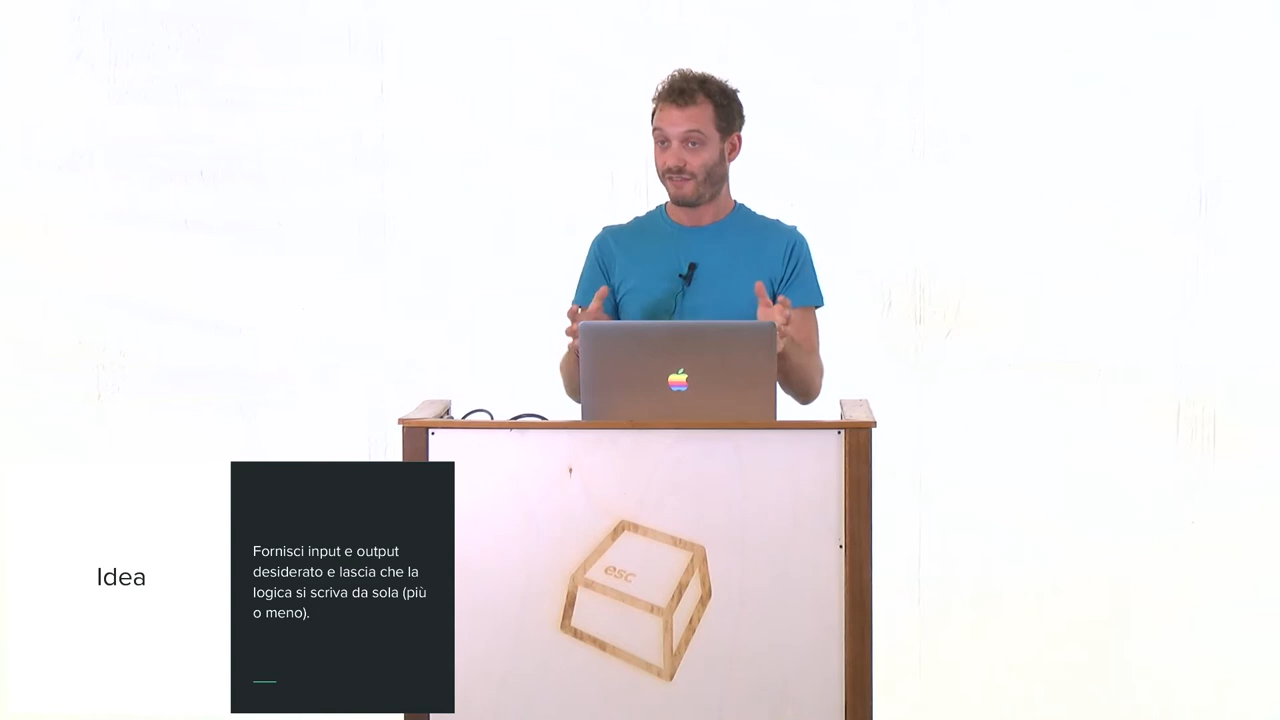 esc
Idea
Fornisci input e output
desiderato e lascia che la
logica si scriva da sola (più
o meno).